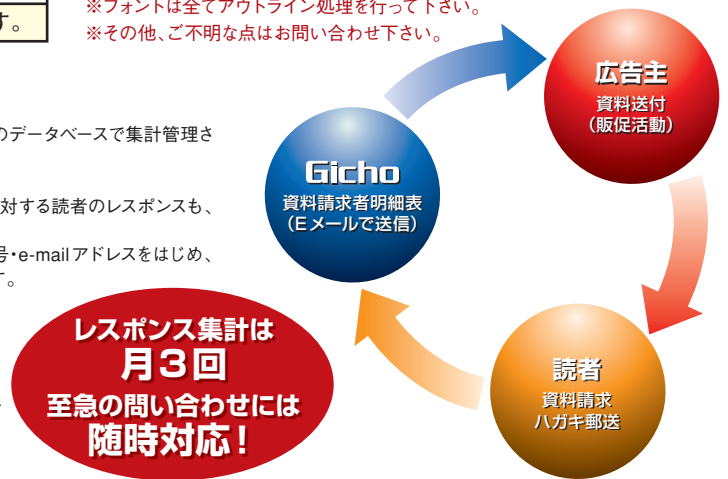 す。
※フォントは全てアウトライン処理を行って下さい。
※その他、ご不明な点はお問い合わせ下さい。
のデータベースで集計管理さ
対する読者のレスポンスも、
号・e-mailアドレスをはじめ、
す。
広告主
資料送付
（販促活動）
Gicho
資料請求者明細表
（Eメールで送信）
読者
資料請求
ハガキ郵送
レスポンス集計は
月3回
至急の問い合わせには
随時対応！